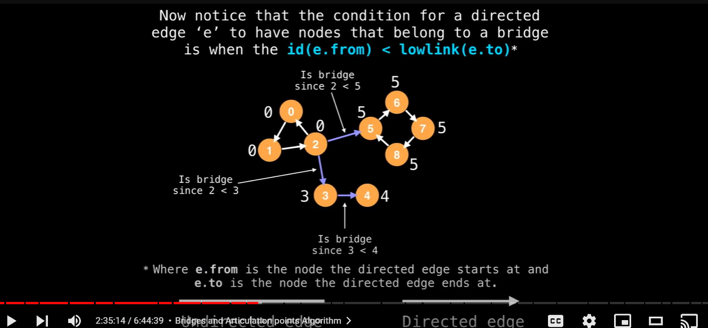 Now notice that the condition for a directed
edge ‘e’ to have nodes that belong to a bridge
is when the id(e.from) < lowlink(e.to)*
Is bridge
since 2 < 5
5
6
0
0
0
5
5
7
5
2
0
1
8
5
Is bridge
since 2 < 3
3
3
4
4
Is bridge
since 3 < 4
* Where e.from is the node the directed edge starts at and
e.to is the node the directed edge ends at.
2:35:14 / 6:44:39 • Bridges and Articulation points Algorithm >
Undirected edge
Directed edge
CC